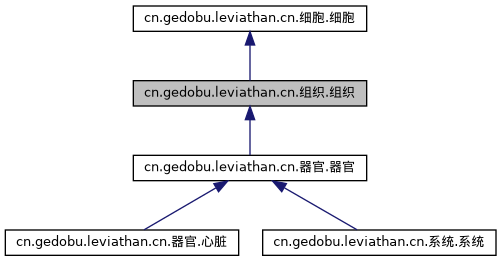 cn.gedobu.leviathan.cn.细胞.细胞
cn.gedobu.leviathan.cn.组织.组织
cn.gedobu.leviathan.cn.器官.器官
cn.gedobu.leviathan.cn.器官.心脏
cn.gedobu.leviathan.cn.系统.系统